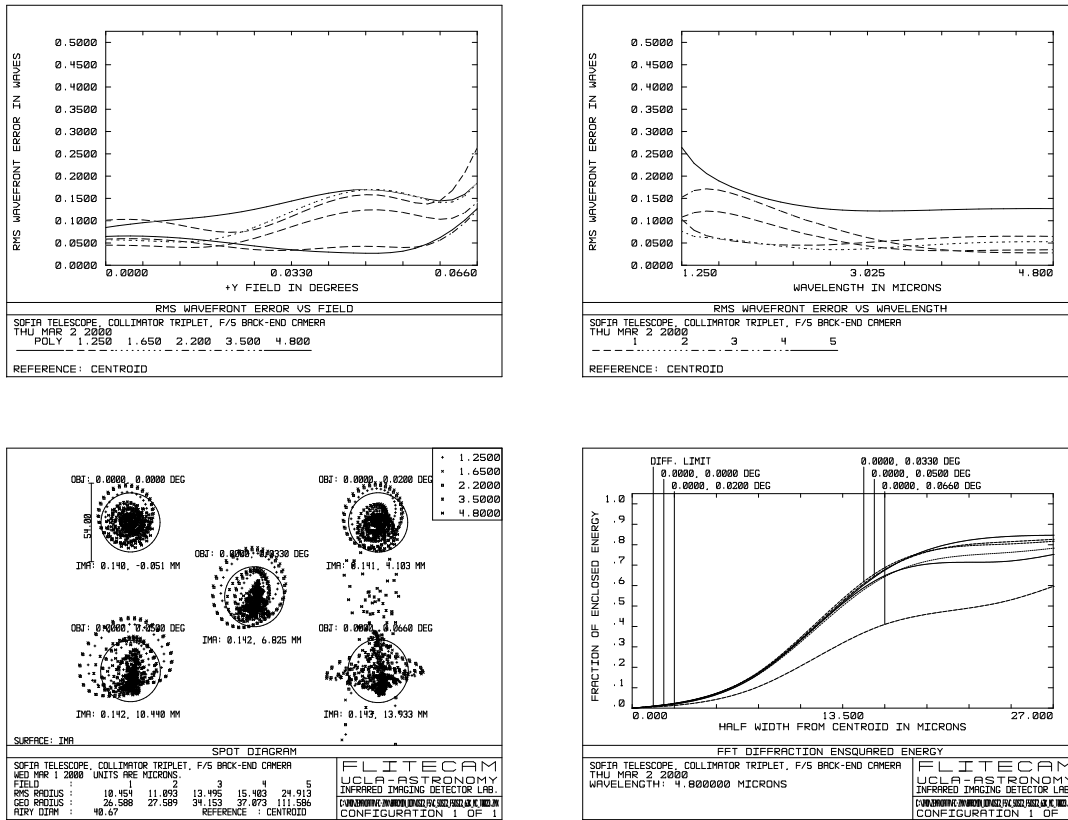 RMS WAVEFRONT ERROR IN WAVES
0.5000
0.4500
0.4000
0.3500
0.3000
0.2500
0.2000
0.1500
0.1000
0.0500
0.0000
0.0000 0.0330 0.0660
+Y FIELD IN DEGREES
RMS WAVEFRONT ERROR VS FIELD
SOFIA TELESCOPE, COLLIMATOR TRIPLET, F/5 BACK-END CAMERA
THU MAR 2 2000
POLY 1.250 1.650 2.200 3.500 4.800
REFERENCE: CENTROID
RMS WAVEFRONT ERROR IN WAVES
0.5000
0.4500
0.4000
0.3500
0.3000
0.2500
0.2000
0.1500
0.1000
0.0500
0.0000
1.250 3.025 4.800
WAVELENGTH IN MICRONS
RMS WAVEFRONT ERROR VS WAVELENGTH
SOFIA TELESCOPE, COLLIMATOR TRIPLET, F/5 BACK-END CAMERA
THU MAR 2 2000
1 2 3 4 5
REFERENCE: CENTROID
1.2500
1.6500
2.2000
3.5000
4.8000
OBJ: 0.0000, 0.0000 DEG
54.00
IMA: 0.140, -0.051 MM
OBJ: 0.0000, 0.0200 DEG
IMA: 0.141, 4.103 MM
OBJ: 0.0000, 0.0330 DEG
IMA: 0.142, 6.825 MM
OBJ: 0.0000, 0.0500 DEG
IMA: 0.142, 10.440 MM
OBJ: 0.0000, 0.0660 DEG
IMA: 0.143, 13.933 MM
SURFACE: IMA
SPOT DIAGRAM
SOFIA TELESCOPE, COLLIMATOR TRIPLET, F/5 BACK-END CAMERA
WED MAR 1 2000 UNITS ARE MICRONS.
FIELD : 1 2 3 4 5
RMS RADIUS : 10.454 11.093 13.495 15.403 24.913
GEO RADIUS : 26.588 27.589 34.153 37.073 111.586
AIRY DIAM : 40.67 REFERENCE : CENTROID
FLITECAM
UCLA-ASTRONOMY
INFRARED IMAGING DETECTOR LAB.
CONFIGURATION 1 OF 1
DIFF. LIMIT
0.0000, 0.0000 DEG
0.0000, 0.0200 DEG
0.0000, 0.0330 DEG
0.0000, 0.0500 DEG
0.0000, 0.0660 DEG
FRACTION OF ENCLOSED ENERGY
1.0
.9
.8
.7
.6
.5
.4
.3
.2
.1
.0
0.000 13.500 27.000
HALF WIDTH FROM CENTROID IN MICRONS
FFT DIFFRACTION ENSQUARED ENERGY
SOFIA TELESCOPE, COLLIMATOR TRIPLET, F/5 BACK-END CAMERA
THU MAR 2 2000
WAVELENGTH: 4.800000 MICRONS
FLITECAM
UCLA-ASTRONOMY
INFRARED IMAGING DETECTOR LAB
CONFIGURATION 1 OF 1